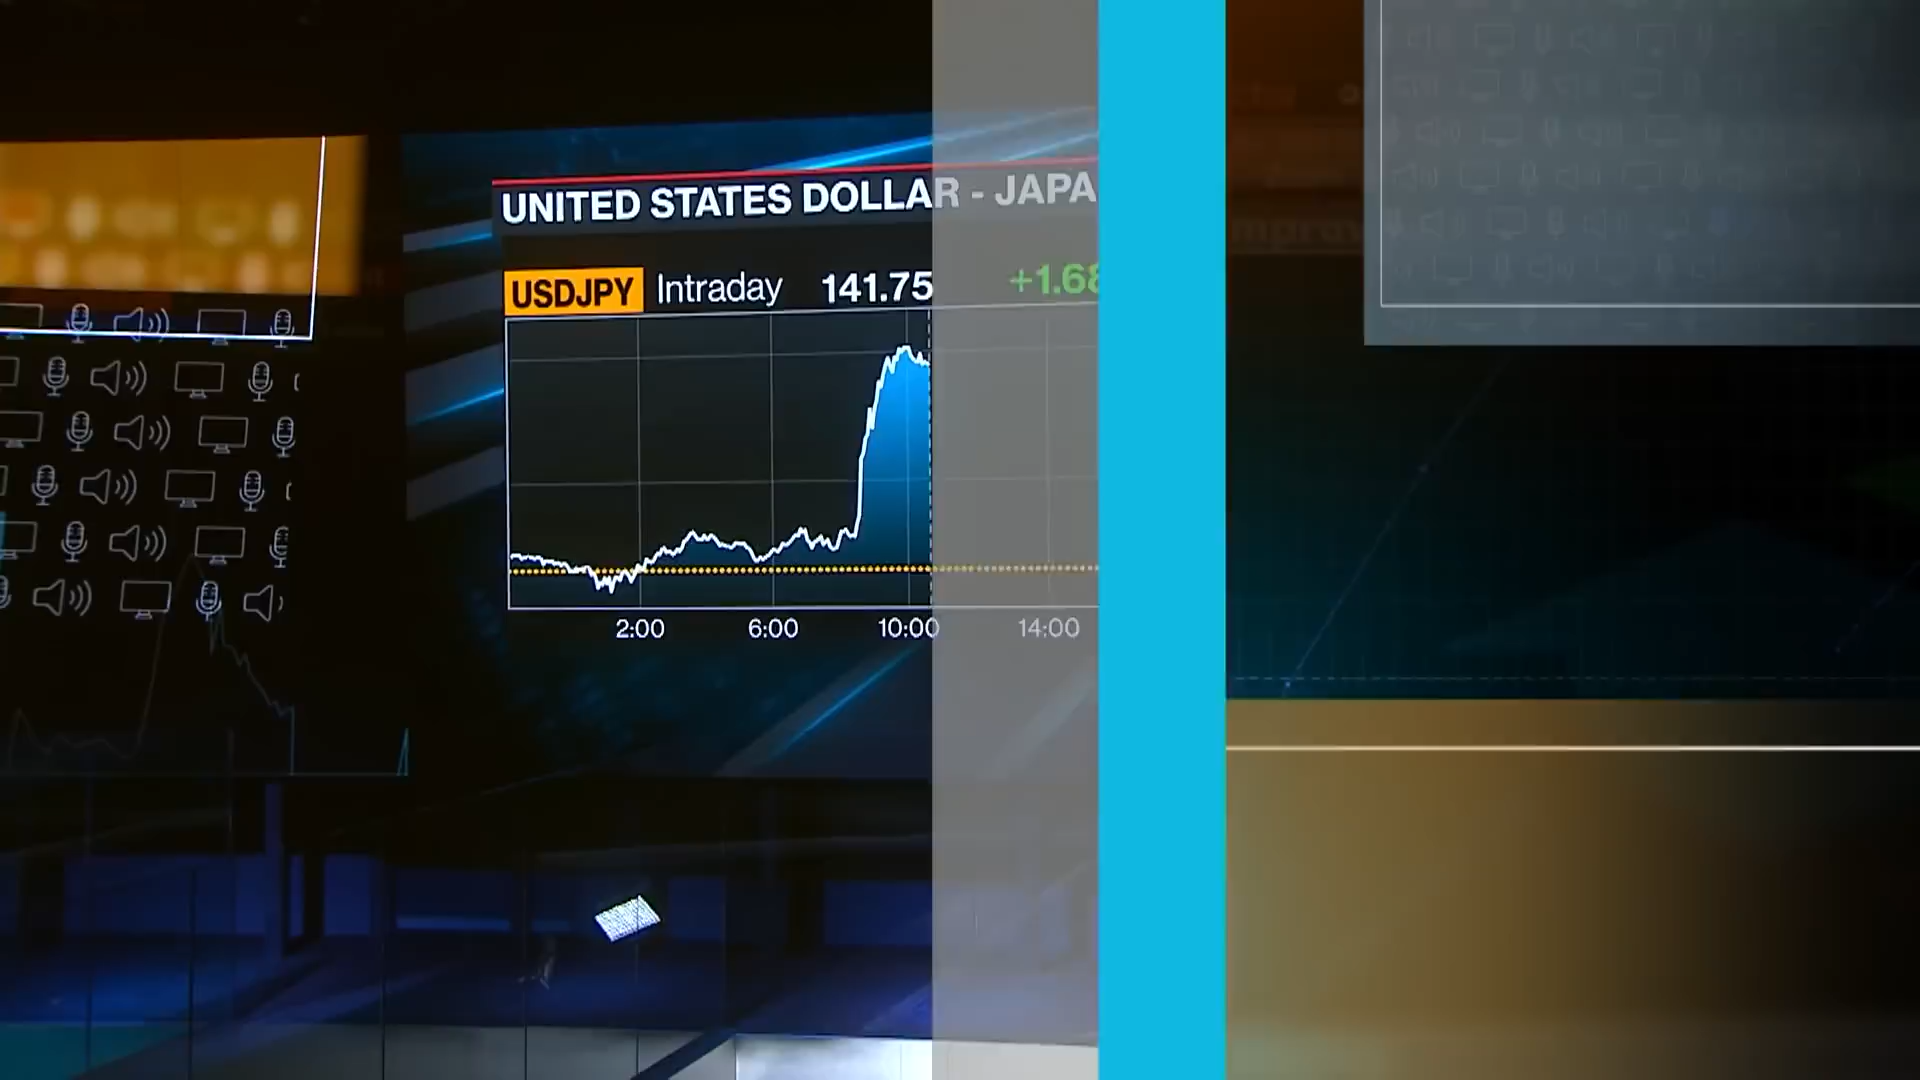 UNITED STATES DOLLAR - JAPA
USDJPY Intraday 141.75 +1.68
2:00 6:00 10:00 14:00